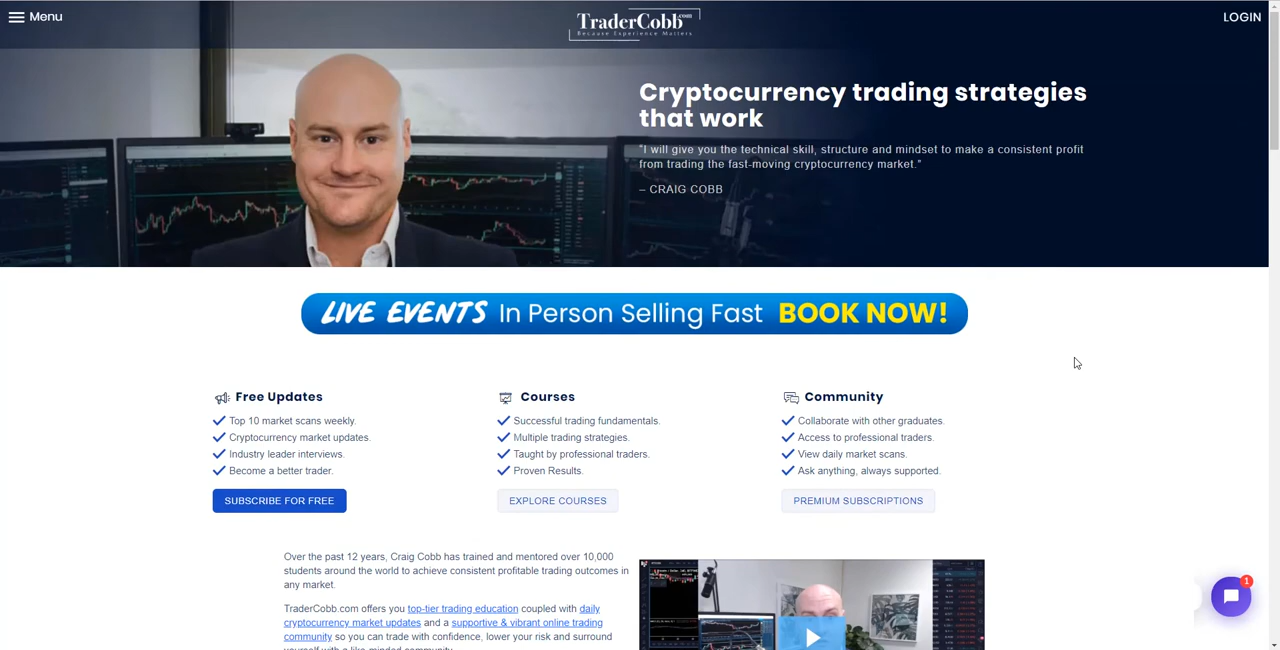 Menu
TraderCobb.com
Because Experience Matters
LOGIN
Cryptocurrency trading strategies
that work
"I will give you the technical skill, structure and mindset to make a consistent profit
from trading the fast-moving cryptocurrency market."
– CRAIG COBB
LIVE EVENTS In Person Selling Fast BOOK NOW!
Free Updates
Top 10 market scans weekly.
Cryptocurrency market updates.
Industry leader interviews.
Become a better trader.
SUBSCRIBE FOR FREE
Courses
Successful trading fundamentals.
Multiple trading strategies.
Taught by professional traders.
Proven Results.
EXPLORE COURSES
Community
Collaborate with other graduates.
Access to professional traders.
View daily market scans.
Ask anything, always supported.
PREMIUM SUBSCRIPTIONS
Over the past 12 years, Craig Cobb has trained and mentored over 10,000
students around the world to achieve consistent profitable trading outcomes in
any market.
TraderCobb.com offers you top-tier trading education coupled with daily
cryptocurrency market updates and a supportive & vibrant online trading
community so you can trade with confidence, lower your risk and surround
yourself with a like-minded community.
1